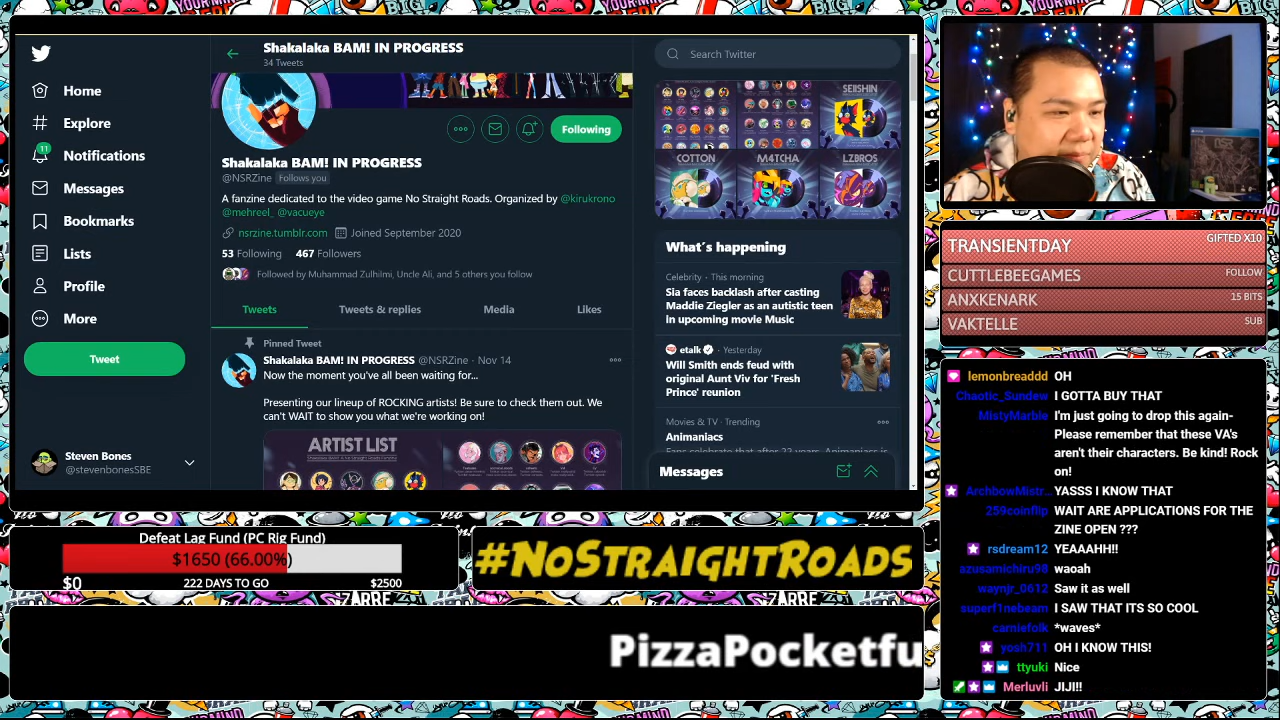 Shakalaka BAM! IN PROGRESS
34 Tweets
Search Twitter
Home
Explore
11
Notifications
Messages
Bookmarks
Lists
Profile
More
Tweet
Steven Bones
@stevenbonesSBE
Following
Shakalaka BAM! IN PROGRESS
@NSRZine Follows you
A fanzine dedicated to the video game No Straight Roads. Organized by @kirukrono
@mehreel_ @vacueye
nsrzine.tumblr.com Joined September 2020
53 Following 467 Followers
Followed by Muhammad Zulhilmi, Uncle Ali, and 5 others you follow
Tweets Tweets & replies Media Likes
Pinned Tweet
Shakalaka BAM! IN PROGRESS @NSRZine · Nov 14
Now the moment you've all been waiting for...
Presenting our lineup of ROCKING artists! Be sure to check them out. We
can't WAIT to show you what we're working on!
ARTIST LIST
COTTON
M4TCHA
LZBROS
What's happening
Celebrity · This morning
Sia faces backlash after casting
Maddie Ziegler as an autistic teen
in upcoming movie Music
etalk · Yesterday
Will Smith ends feud with
original Aunt Viv for 'Fresh
Prince' reunion
Movies & TV · Trending
Animaniacs
Messages
TRANSIENTDAY GIFTED X10
CUTTLEBEEGAMES FOLLOW
ANXKENARK 15 BITS
VAKTELLE SUB
lemonbreaddd OH
Chaotic_Sundew I GOTTA BUY THAT
MistyMarble I'm just going to drop this again-
Please remember that these VA's
aren't their characters. Be kind! Rock
on!
ArchbowMistr... YASSS I KNOW THAT
259coinflip WAIT ARE APPLICATIONS FOR THE
ZINE OPEN ???
rsdream12 YEAAAHH!!
azusamichiru98 waoah
waynjr_0612 Saw it as well
superf1nebeam I SAW THAT ITS SO COOL
carniefolk *waves*
yosh711 OH I KNOW THIS!
ttyuki Nice
Merluvli JIJI!!
Defeat Lag Fund (PC Rig Fund)
$1650 (66.00%)
$0 222 DAYS TO GO $2500
#NoStraightRoads
PizzaPocketfu